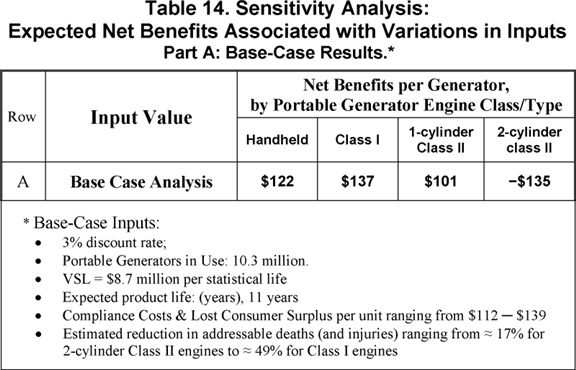 Table 14. Sensitivity Analysis:
Expected Net Benefits Associated with Variations in Inputs
Part A: Base-Case Results.*
Row
Input Value
Net Benefits per Generator,
by Portable Generator Engine Class/Type
Handheld
Class I
1-cylinder
Class II
2-cylinder
class II
A
Base Case Analysis
$122
$137
$101
−$135
* Base-Case Inputs:
• 3% discount rate;
• Portable Generators in Use: 10.3 million.
• VSL = $8.7 million per statistical life
• Expected product life: (years), 11 years
• Compliance Costs & Lost Consumer Surplus per unit ranging from $112 ─ $139
• Estimated reduction in addressable deaths (and injuries) ranging from ≈ 17% for
2-cylinder Class II engines to ≈ 49% for Class I engines